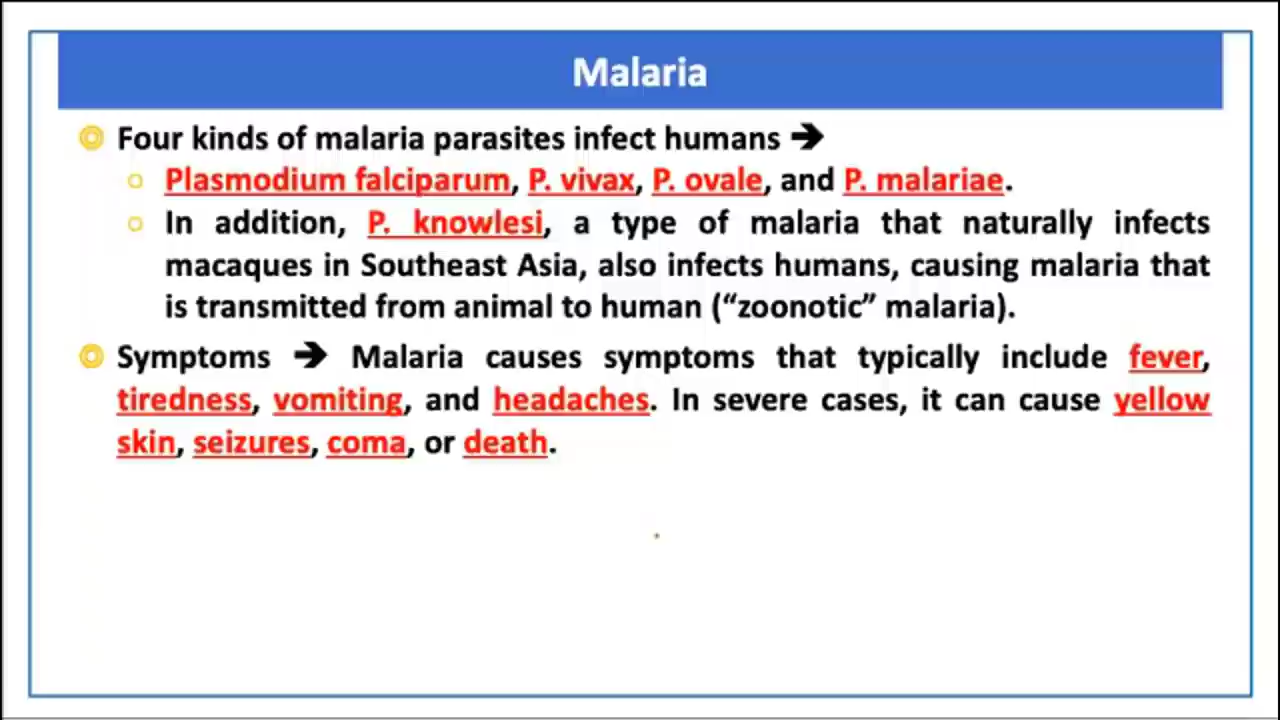 Malaria
Four kinds of malaria parasites infect humans ➔
Plasmodium falciparum, P. vivax, P. ovale, and P. malariae.
In addition, P. knowlesi, a type of malaria that naturally infects
macaques in Southeast Asia, also infects humans, causing malaria that
is transmitted from animal to human (“zoonotic” malaria).
Symptoms ➔ Malaria causes symptoms that typically include fever,
tiredness, vomiting, and headaches. In severe cases, it can cause yellow
skin, seizures, coma, or death.